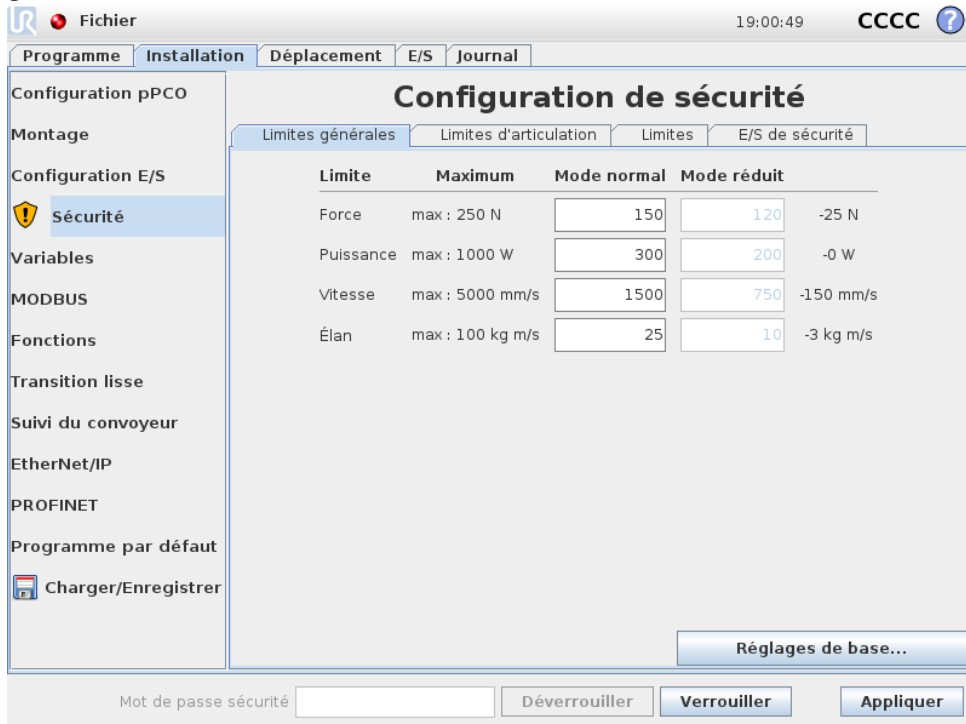 UR Fichier 19:00:49 CCCC ?
Programme Installation Déplacement E/S Journal
Configuration pPCO
Montage
Configuration E/S
Sécurité
Variables
MODBUS
Fonctions
Transition lisse
Suivi du convoyeur
EtherNet/IP
PROFINET
Programme par défaut
Charger/Enregistrer
Configuration de sécurité
Limites générales Limites d'articulation Limites E/S de sécurité
Limite Maximum Mode normal Mode réduit
Force max : 250 N 150 120 -25 N
Puissance max : 1000 W 300 200 -0 W
Vitesse max : 5000 mm/s 1500 750 -150 mm/s
Élan max : 100 kg m/s 25 10 -3 kg m/s
Réglages de base...
Mot de passe sécurité Déverrouiller Verrouiller Appliquer